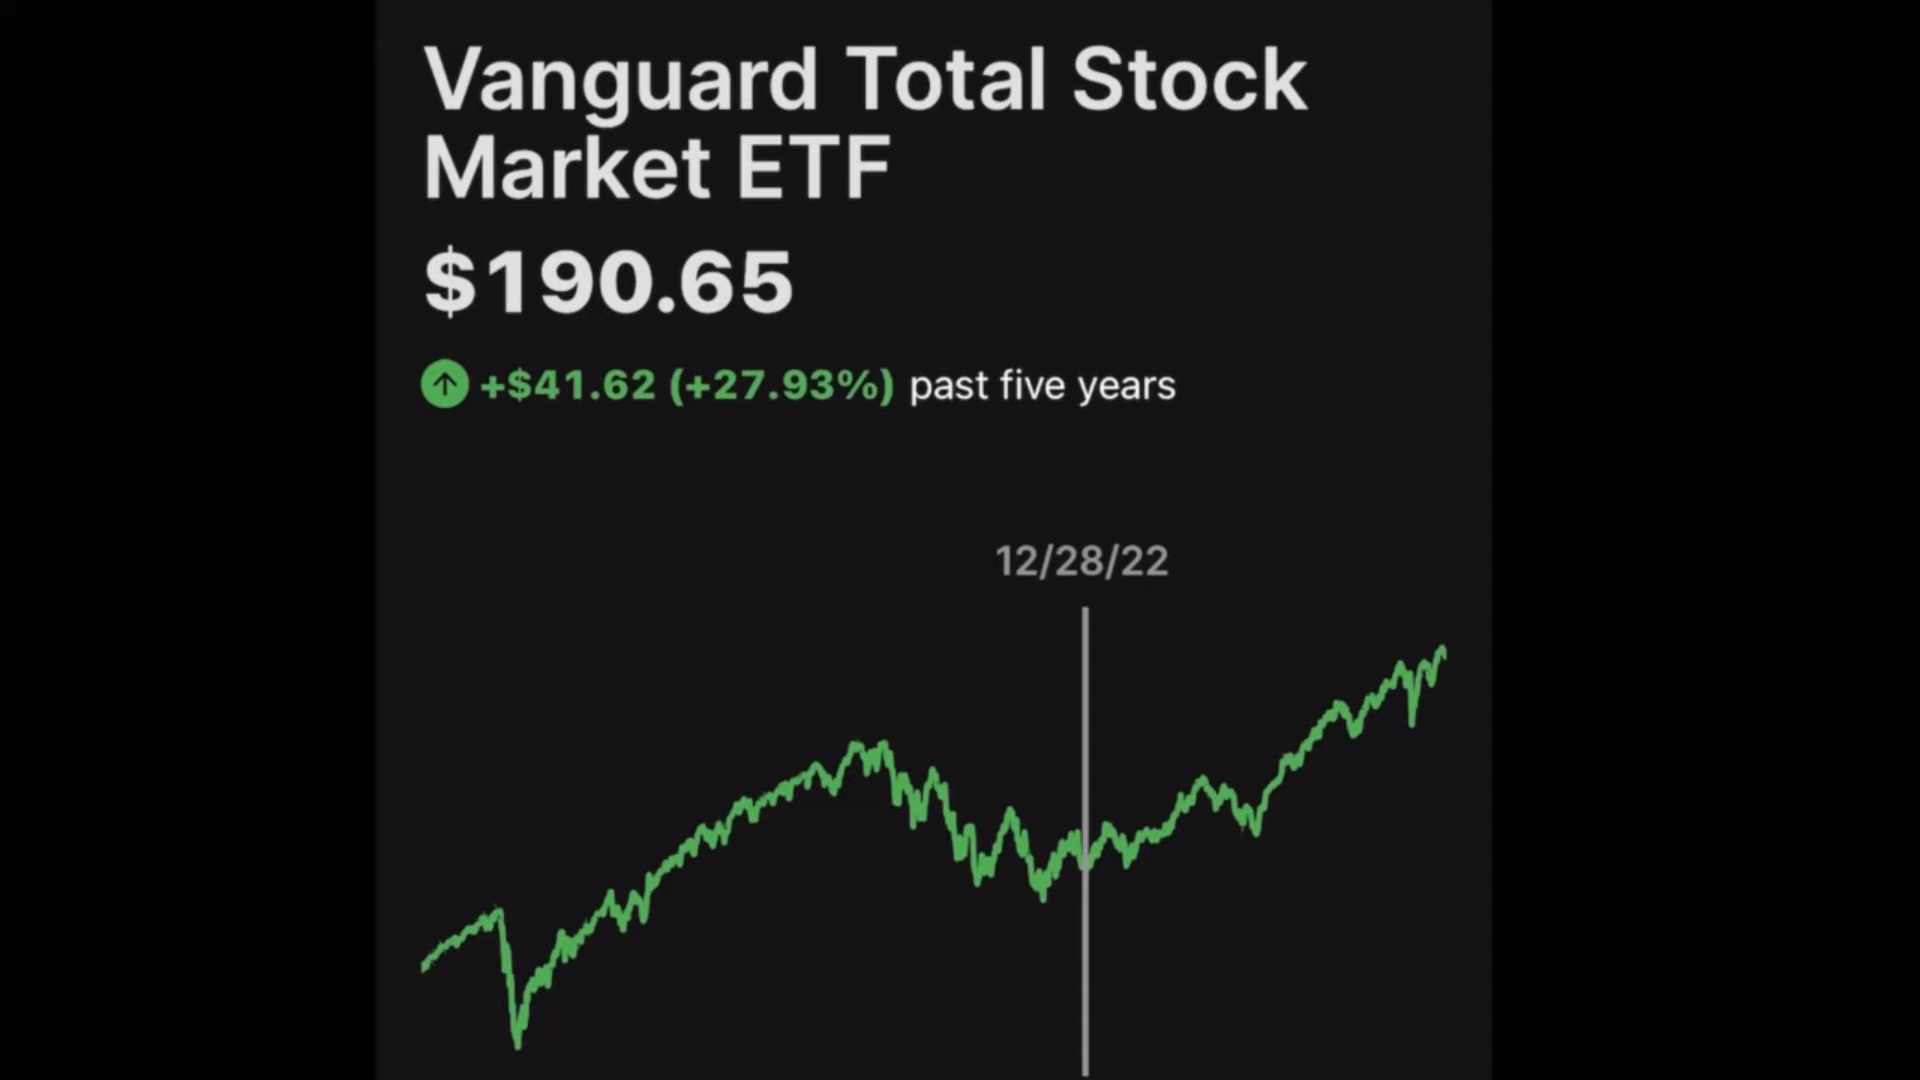 Vanguard Total Stock
Market ETF
$190.65
+$41.62 (+27.93%) past five years
12/28/22